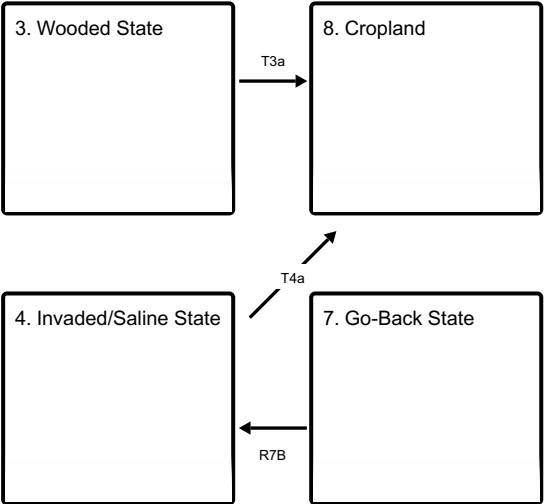 3. Wooded State
T3a
8. Cropland
T4a
4. Invaded/Saline State
R7B
7. Go-Back State